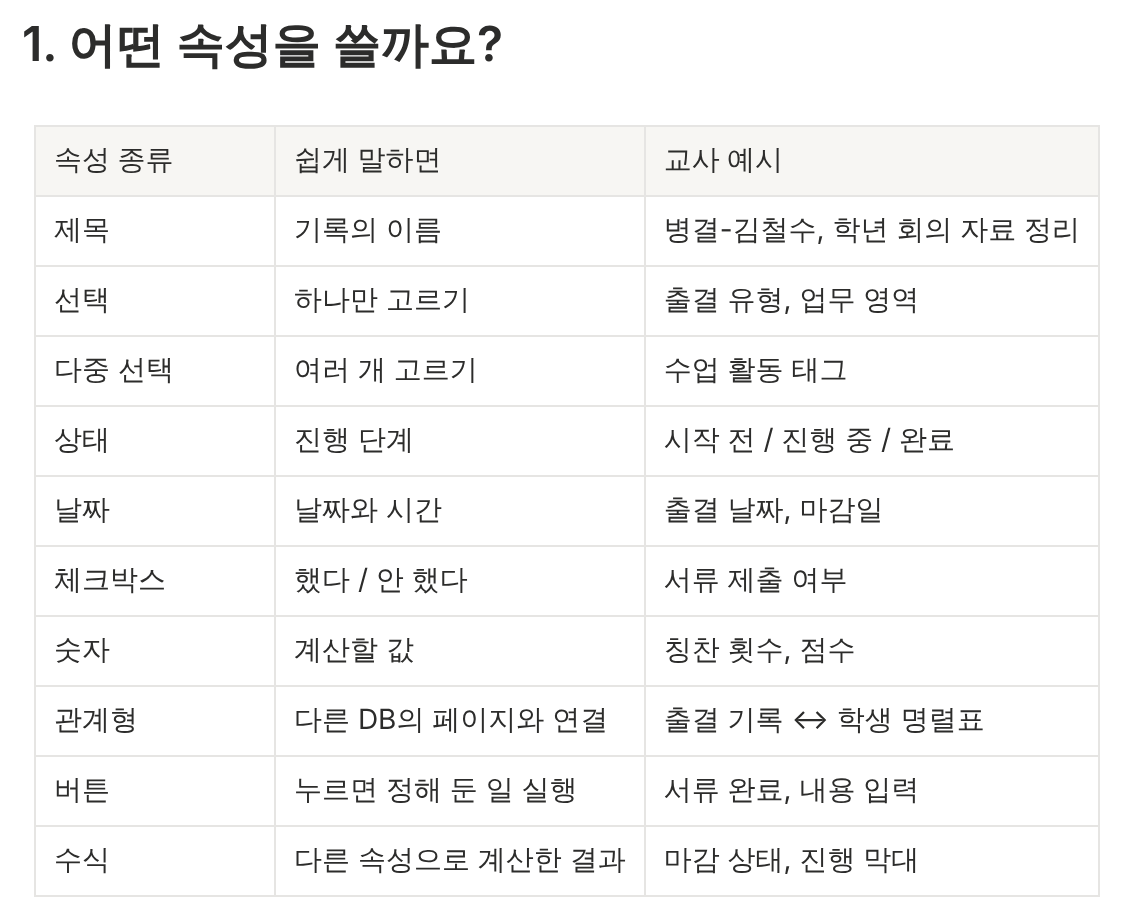 1. 어떤 속성을 쓸까요?
속성 종류 쉽게 말하면 교사 예시
제목 기록의 이름 병결-김철수, 학년 회의 자료 정리
선택 하나만 고르기 출결 유형, 업무 영역
다중 선택 여러 개 고르기 수업 활동 태그
상태 진행 단계 시작 전 / 진행 중 / 완료
날짜 날짜와 시간 출결 날짜, 마감일
체크박스 했다 / 안 했다 서류 제출 여부
숫자 계산할 값 칭찬 횟수, 점수
관계형 다른 DB의 페이지와 연결 출결 기록 ↔ 학생 명렬표
버튼 누르면 정해 둔 일 실행 서류 완료, 내용 입력
수식 다른 속성으로 계산한 결과 마감 상태, 진행 막대